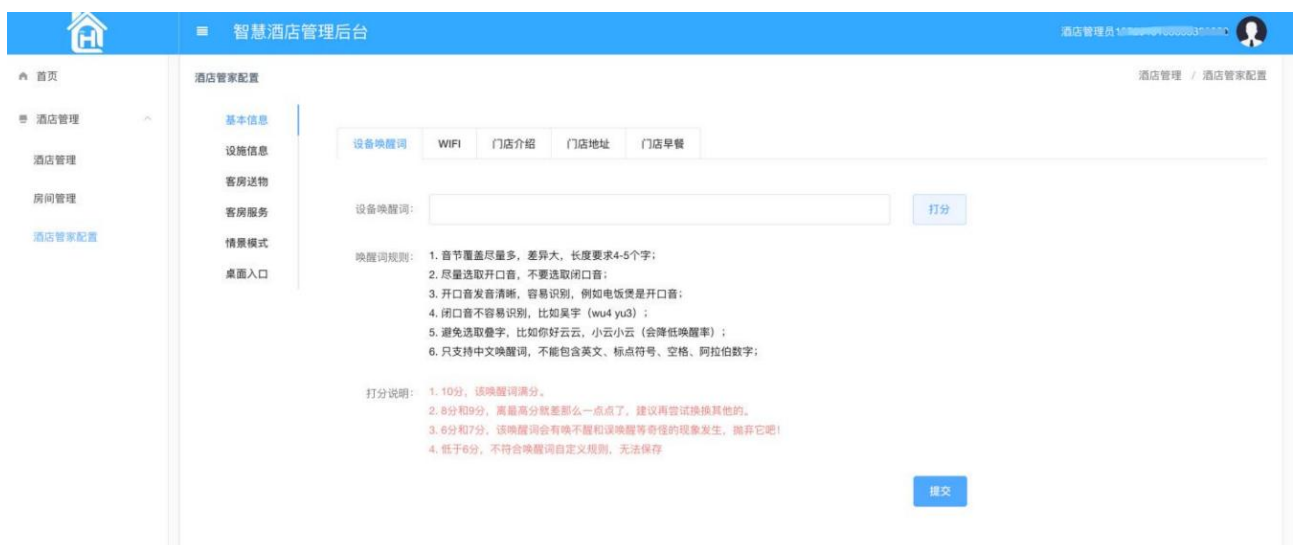 智慧酒店管理后台
酒店管理员
首页
酒店管家配置
酒店管理 / 酒店管家配置
酒店管理
酒店管理
房间管理
酒店管家配置
基本信息
设施信息
客房送物
客房服务
情景模式
桌面入口
设备唤醒词 WIFI 门店介绍 门店地址 门店早餐
设备唤醒词: 打分
唤醒词规则: 1. 音节覆盖尽量多，差异大，长度要求4-5个字；
2. 尽量选取开口音，不要选取闭口音；
3. 开口音发音清晰，容易识别，例如电饭煲是开口音；
4. 闭口音不容易识别，比如吴宇（wu4 yu3）；
5. 避免选取叠字，比如你好云云，小云小云（会降低唤醒率）；
6. 只支持中文唤醒词，不能包含英文、标点符号、空格、阿拉伯数字；
打分说明: 1. 10分，该唤醒词满分。
2. 8分和9分，离最高分就差那么一点点了，建议再尝试换换其他的。
3. 6分和7分，该唤醒词会有唤不醒和误唤醒等奇怪的现象发生，抛弃它吧！
4. 低于6分，不符合唤醒词自定义规则，无法保存
提交